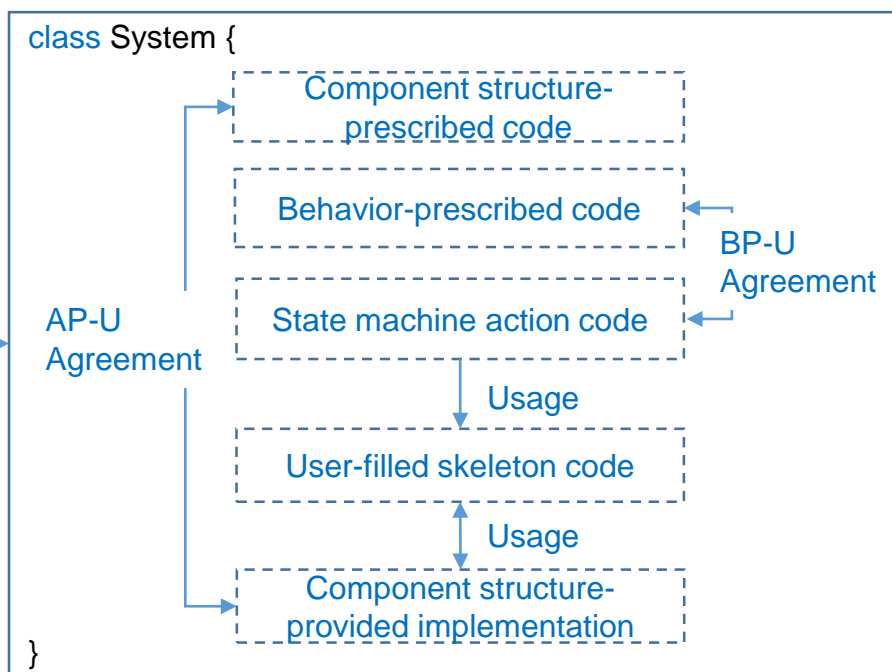 class System {
Component structure-
prescribed code
Behavior-prescribed code
BP-U
Agreement
State machine action code
AP-U
Agreement
Usage
User-filled skeleton code
Usage
Component structure-
provided implementation
}